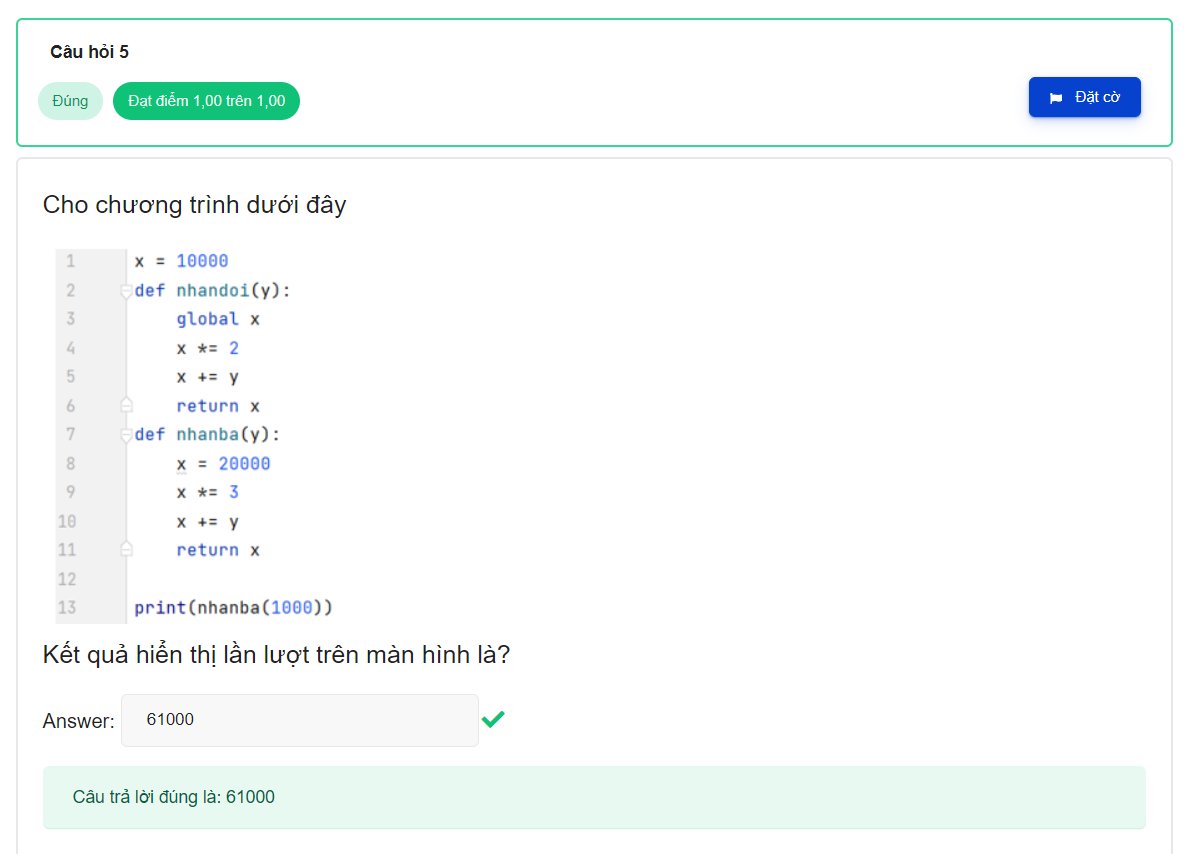 Câu hỏi 5
Đúng
Đạt điểm 1,00 trên 1,00
Đặt cờ
Cho chương trình dưới đây
1 x = 10000
2 def nhandoi(y):
3     global x
4     x *= 2
5     x += y
6     return x
7 def nhanba(y):
8     x = 20000
9     x *= 3
10     x += y
11     return x
12
13 print(nhanba(1000))
Kết quả hiển thị lần lượt trên màn hình là?
Answer: 61000
Câu trả lời đúng là: 61000